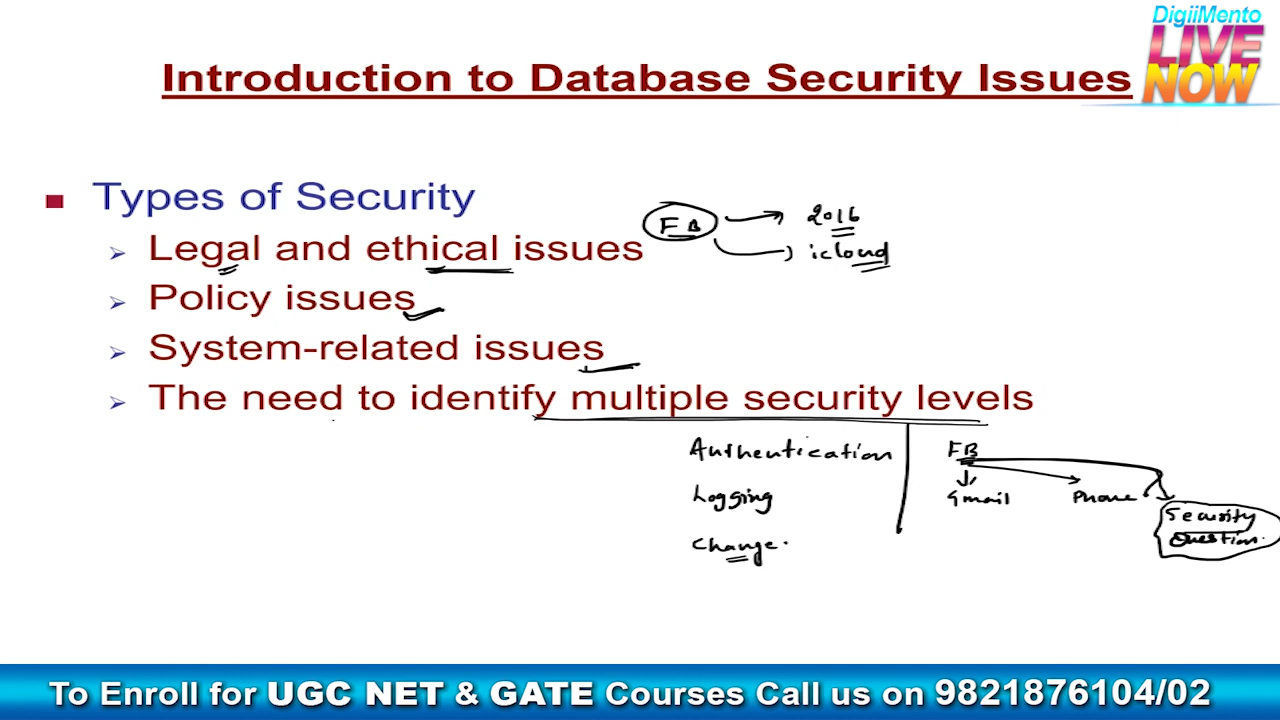 DigiiMento
LIVE
NOW
Introduction to Database Security Issues
Types of Security
Legal and ethical issues
FB
2016
icloud
Policy issues
System-related issues
The need to identify multiple security levels
Authentication
Logging
Change.
FB
Gmail
Phone
Security
Question.
To Enroll for UGC NET & GATE Courses Call us on 9821876104/02